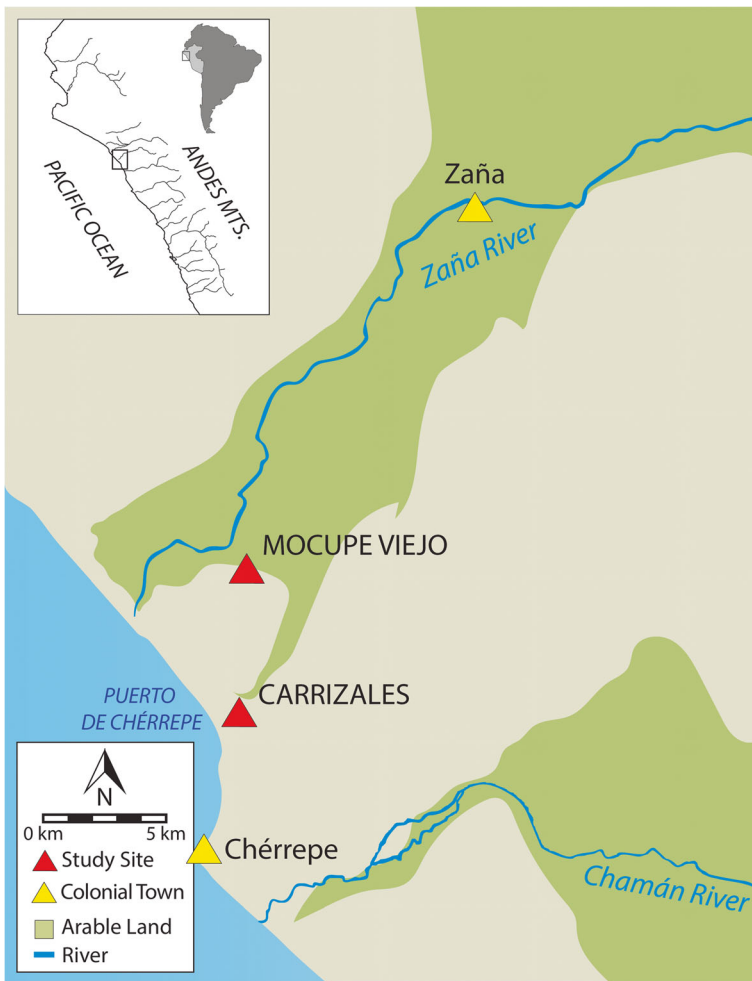 PACIFIC OCEAN
ANDES MTS.
Zaña
Zaña River
MOCUPE VIEJO
PUERTO
DE CHÉRREPE
CARRIZALES
Chérrepe
Chamán River
N
0 km 5 km
Study Site
Colonial Town
Arable Land
River